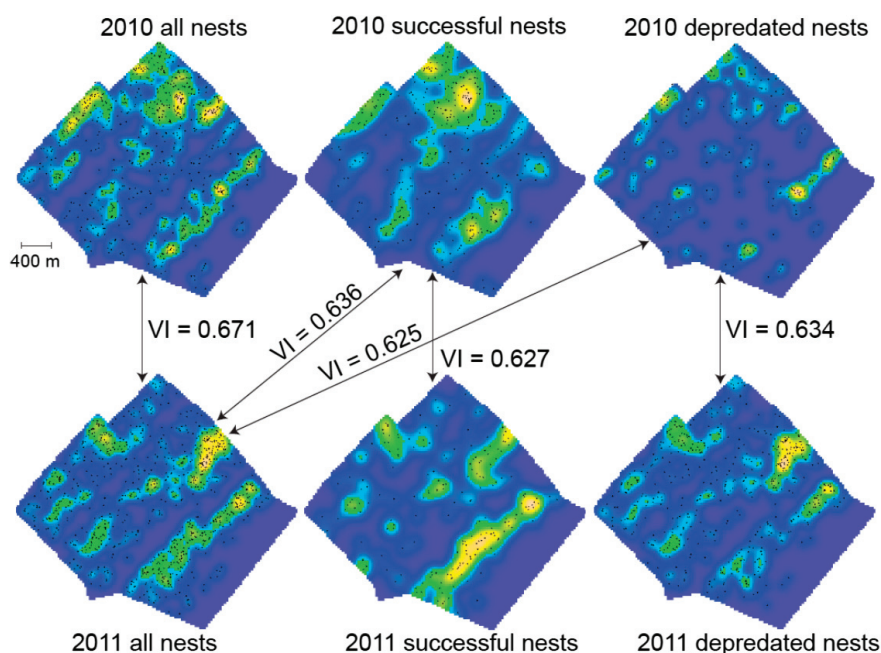 2010 all nests
2010 successful nests
2010 depredated nests
400 m
VI = 0.671
VI = 0.636
VI = 0.625
VI = 0.627
VI = 0.634
2011 all nests
2011 successful nests
2011 depredated nests